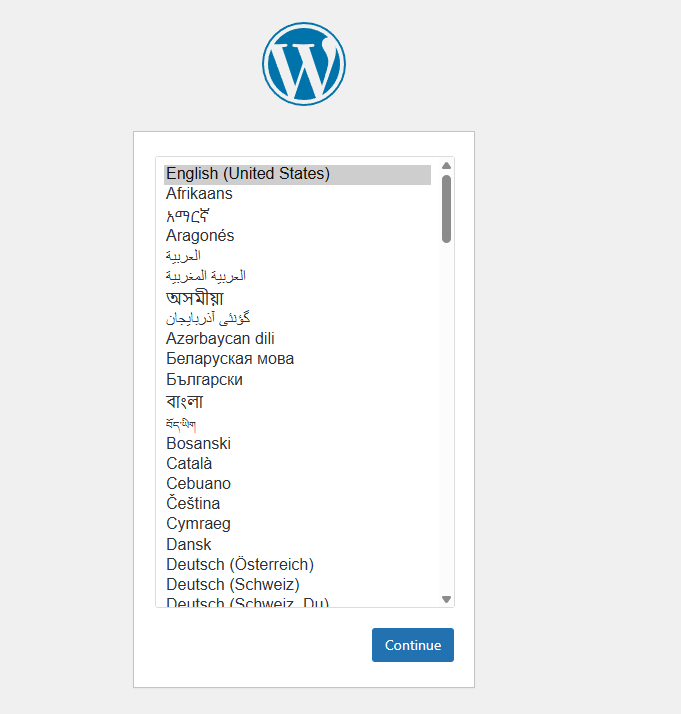 English (United States)
Afrikaans
አማርኛ
Aragonés
العربية
العربية المغربية
অসমীয়া
گؤنئی آذربایجان
Azərbaycan dili
Беларуская мова
Български
বাংলা
བོད་ཡིག
Bosanski
Català
Cebuano
Čeština
Cymraeg
Dansk
Deutsch (Österreich)
Deutsch (Schweiz)
Deutsch (Schweiz, Du)
Continue